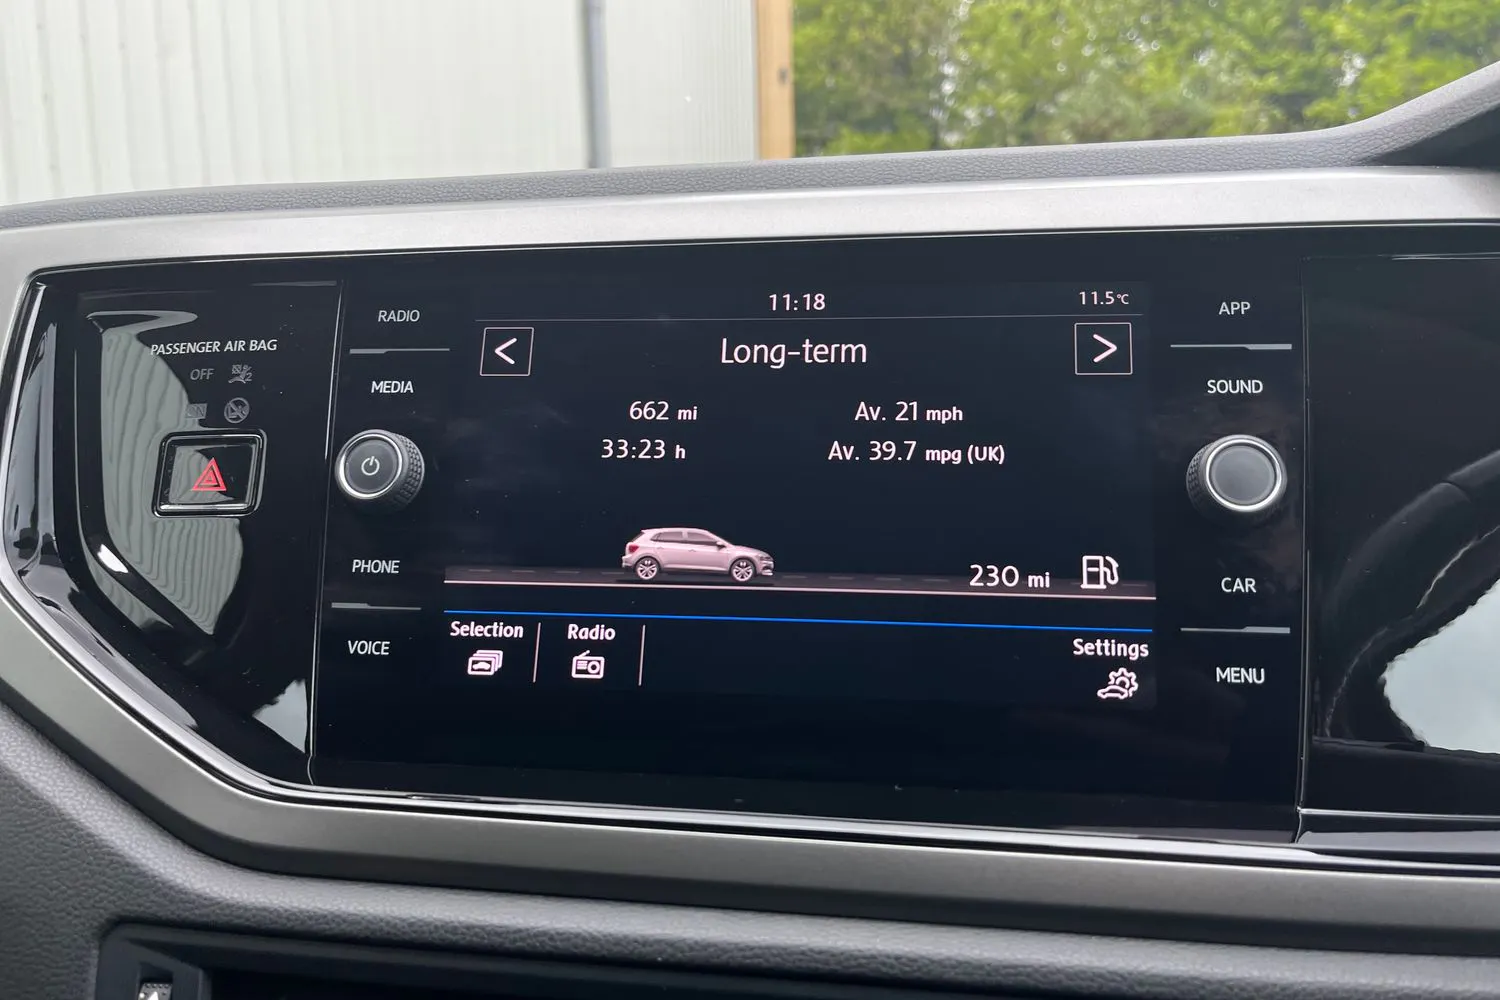 PASSENGER AIR BAG
OFF
ON
RADIO
MEDIA
PHONE
VOICE
11:18
11.5°C
<
Long-term
>
662 mi
Av. 21 mph
33:23 h
Av. 39.7 mpg (UK)
230 mi
Selection
Radio
Settings
APP
SOUND
CAR
MENU